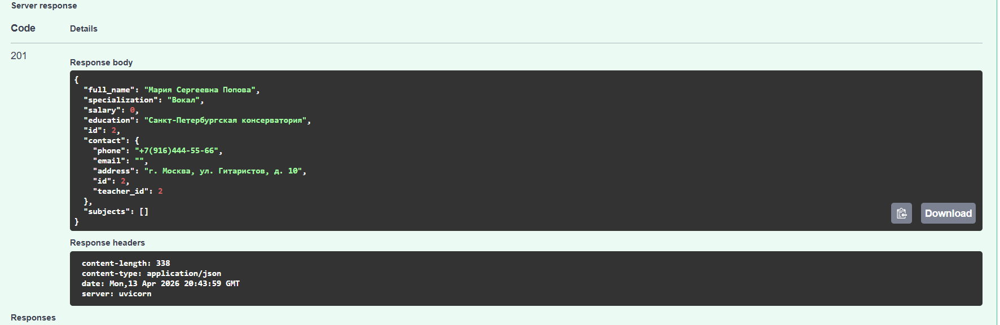 Server response
Code Details
201
Response body
{
  "full_name": "Мария Сергеевна Попова",
  "specialization": "Вокал",
  "salary": 0,
  "education": "Санкт-Петербургская консерватория",
  "id": 2,
  "contact": {
    "phone": "+7(916)444-55-66",
    "email": "",
    "address": "г. Москва, ул. Гитаристов, д. 10",
    "id": 2,
    "teacher_id": 2
  },
  "subjects": []
}
Download
Response headers
content-length: 338
content-type: application/json
date: Mon,13 Apr 2026 20:43:59 GMT
server: uvicorn
Responses